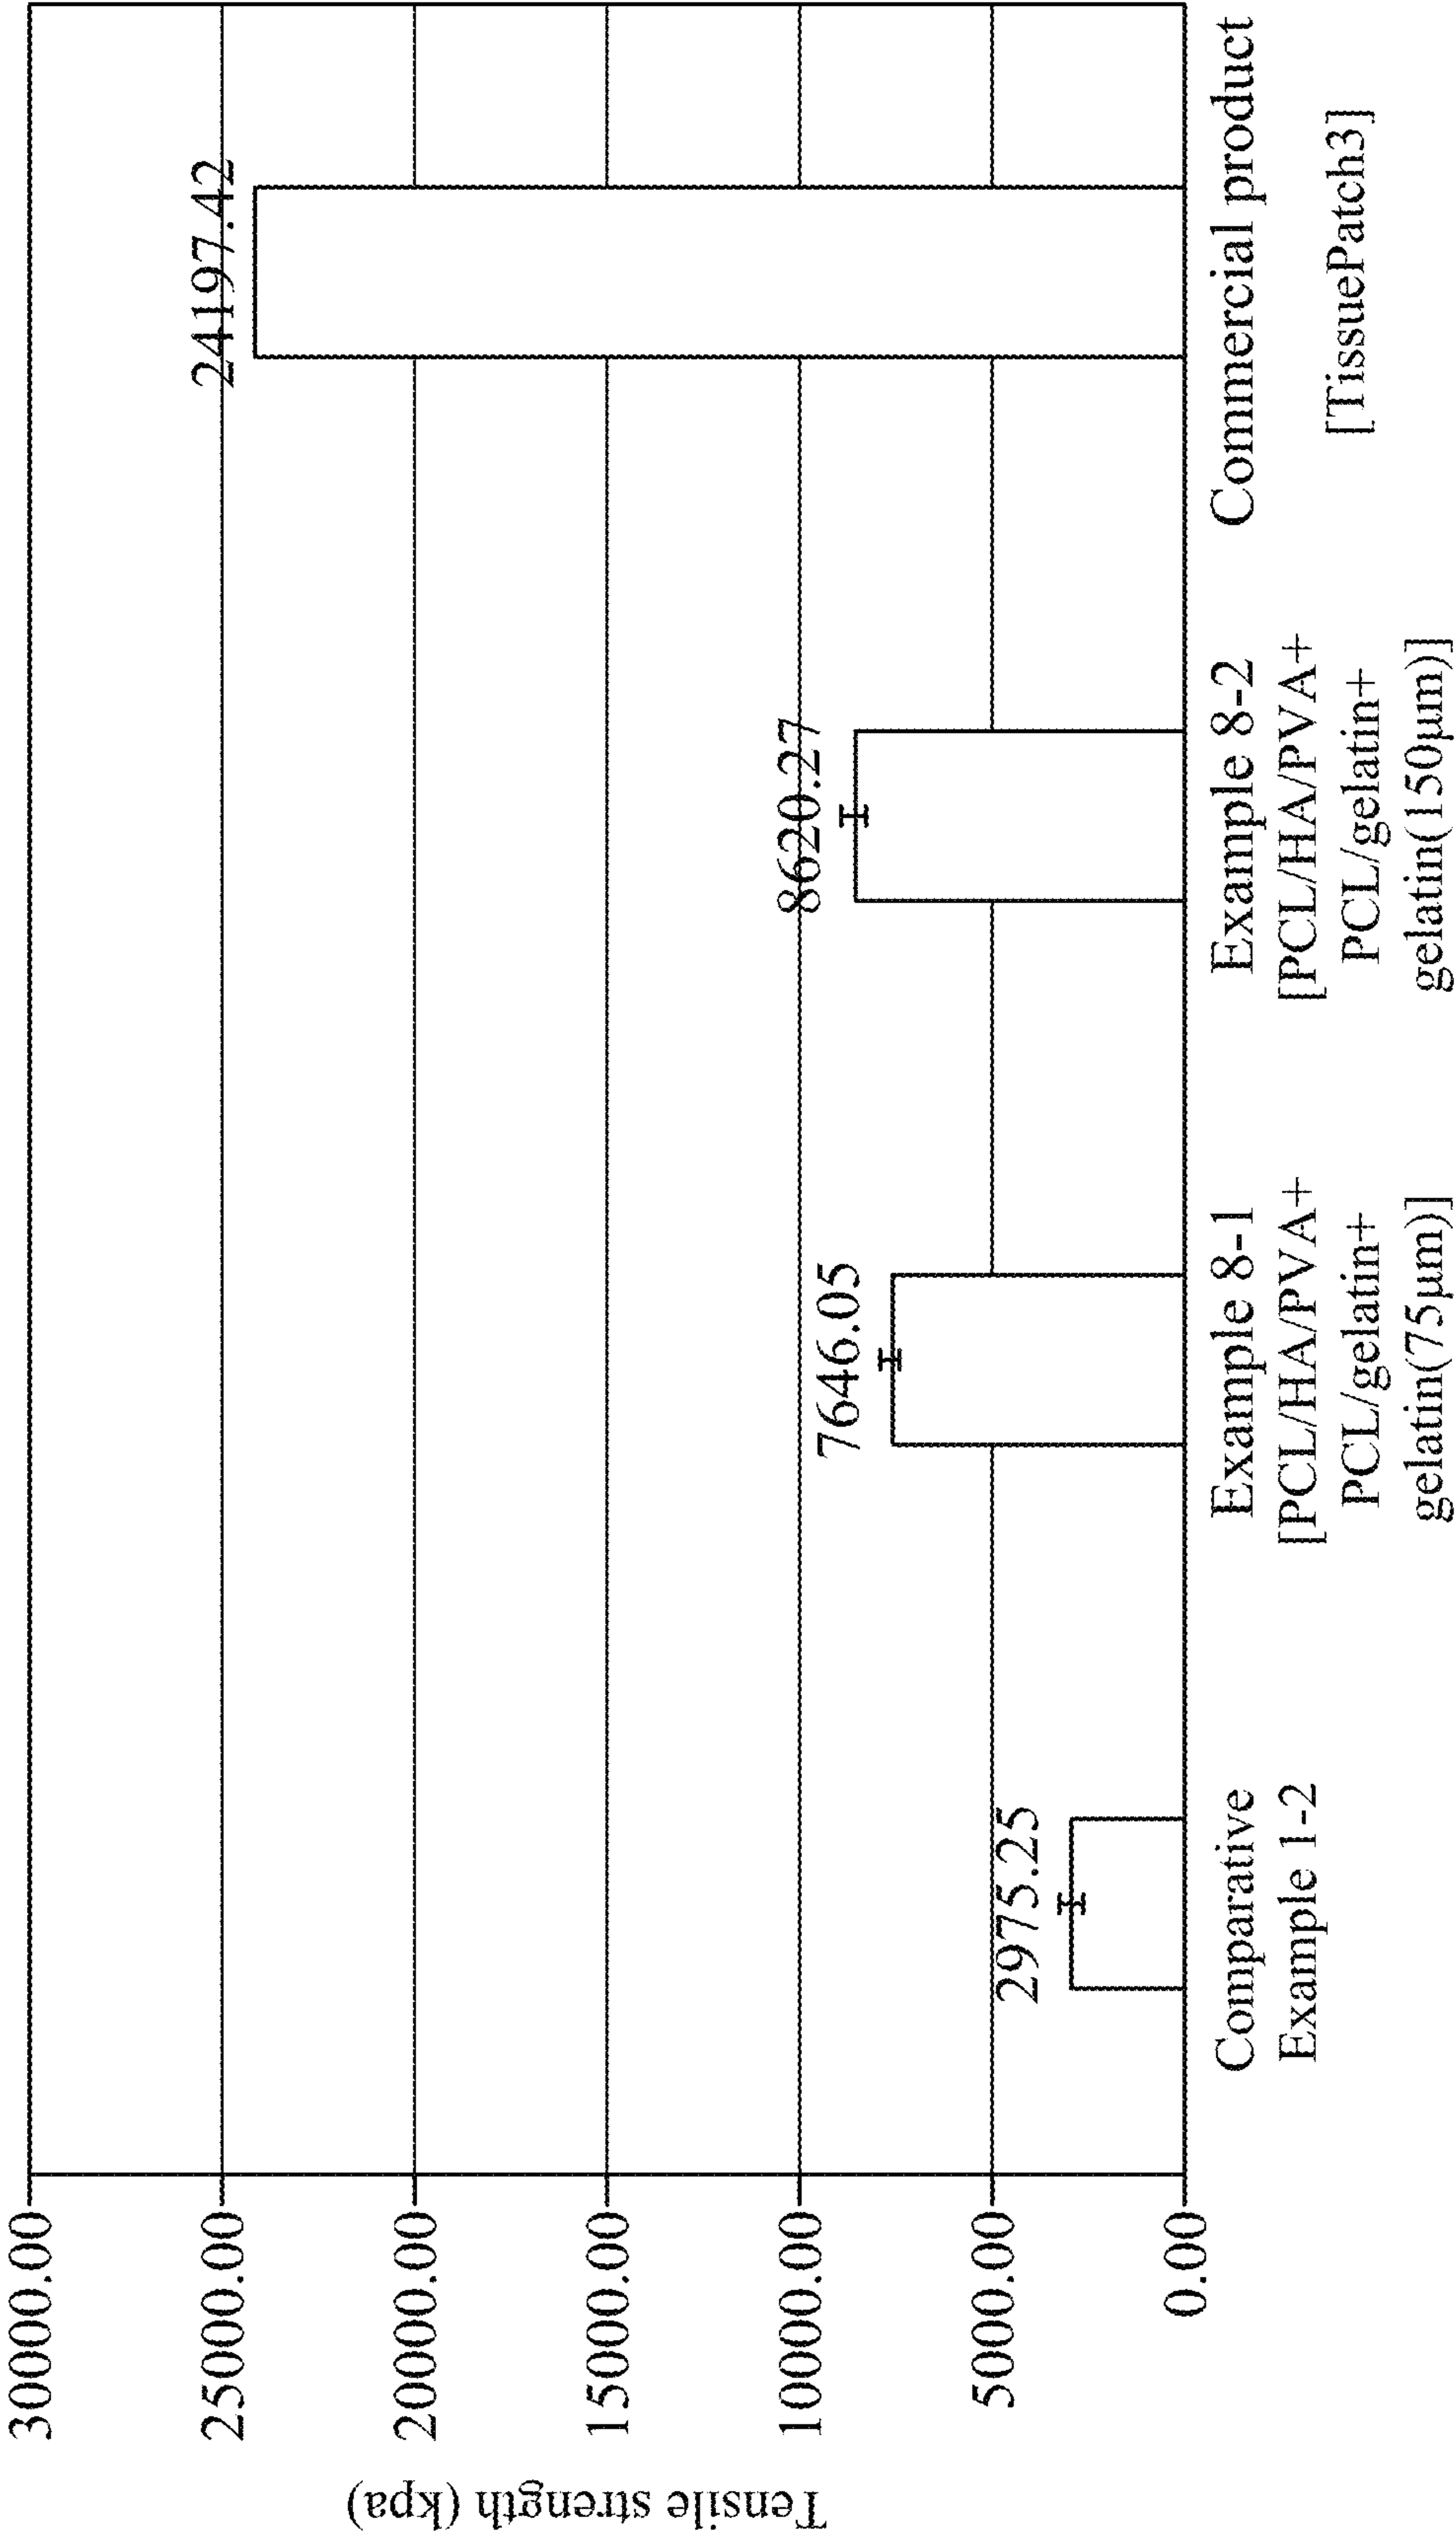 Tensile strength (kpa)
30000.00
25000.00
20000.00
15000.00
10000.00
5000.00
0.00
2975.25
7646.05
8620.27
24197.42
Comparative
Example 1-2
Example 8-1
[PCL/HA/PVA+
PCL/gelatin+
gelatin(75μm)]
Example 8-2
[PCL/HA/PVA+
PCL/gelatin+
gelatin(150μm)]
Commercial product
[TissuePatch3]